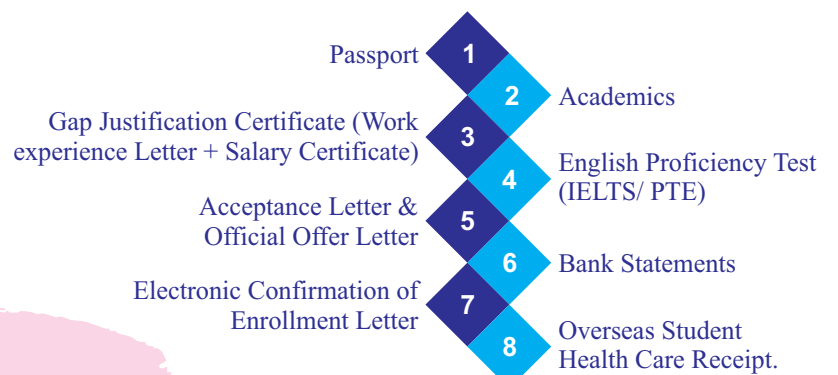 Passport
1
2
Academics
Gap Justification Certificate (Work
experience Letter + Salary Certificate)
3
4
English Proficiency Test
(IELTS/ PTE)
Acceptance Letter &
Official Offer Letter
5
6
Bank Statements
Electronic Confirmation of
Enrollment Letter
7
8
Overseas Student
Health Care Receipt.